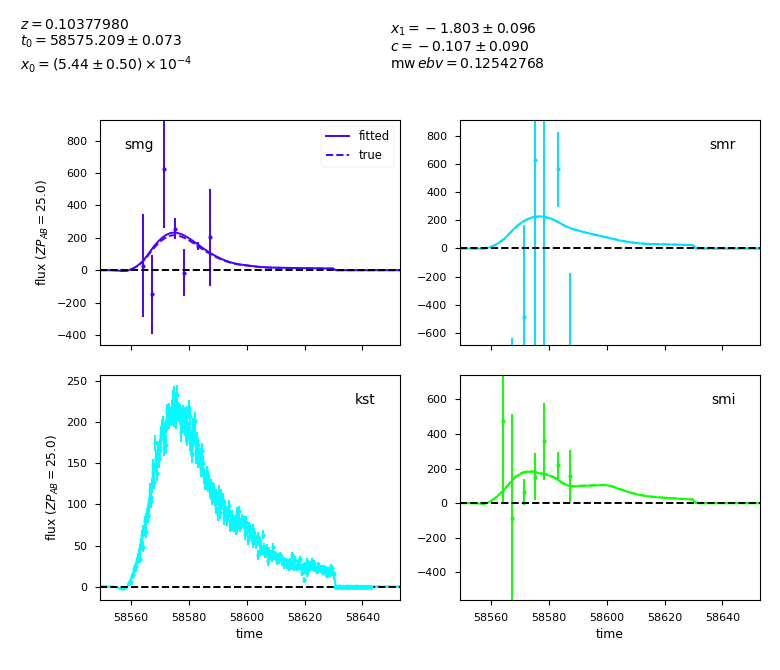 z = 0.10377980
t₀ = 58575.209 ± 0.073
x₀ = (5.44 ± 0.50) × 10⁻⁴
x₁ = −1.803 ± 0.096
c = −0.107 ± 0.090
mw ebv = 0.12542768
smg
fitted
true
800
600
400
200
0
−200
−400
flux (ZP_AB = 25.0)
smr
800
600
400
200
0
−200
−400
−600
kst
250
200
150
100
50
0
flux (ZP_AB = 25.0)
58560 58580 58600 58620 58640
time
smi
600
400
200
0
−200
−400
58560 58580 58600 58620 58640
time